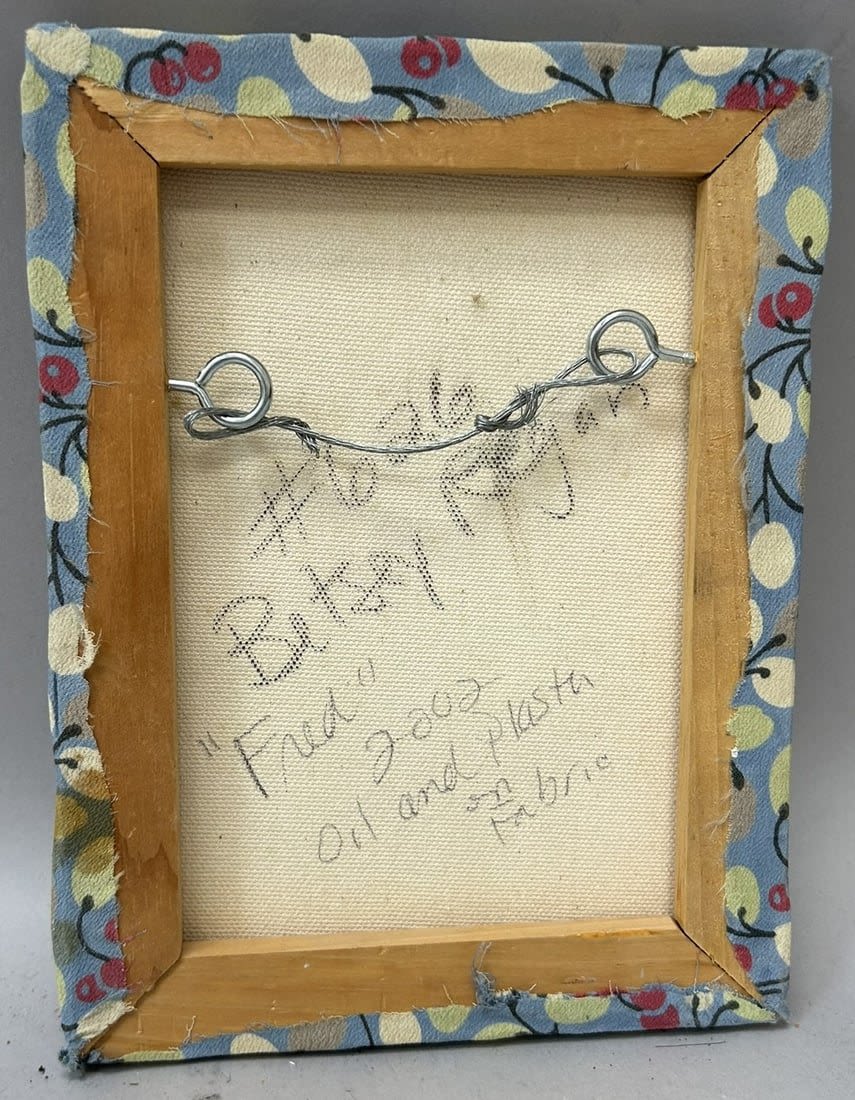 #626
Betsy Ryan
"Fred"
2002
Oil and plaster
on
Fabric